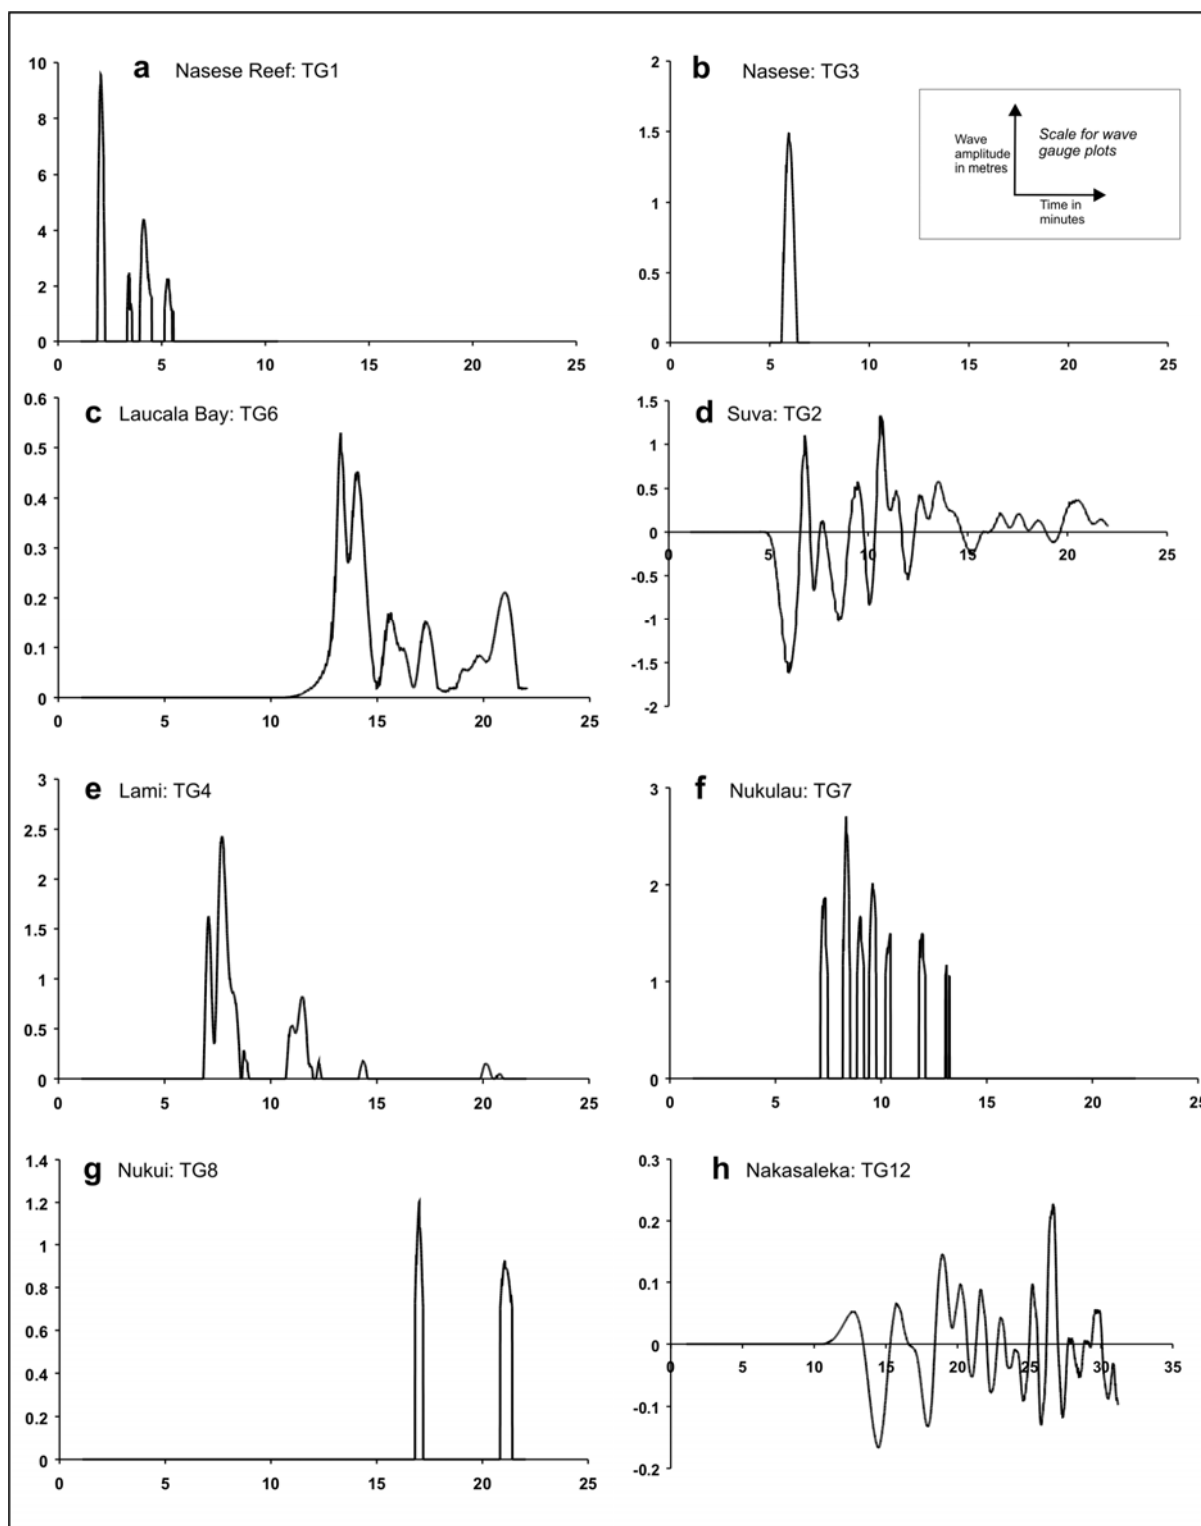 a Nasese Reef: TG1
10
8
6
4
2
0
0 5 10 15 20 25
b Nasese: TG3
2
1.5
1
0.5
0
0 5 10 15 20 25
Wave
amplitude
in metres
Scale for wave
gauge plots
Time in
minutes
c Laucala Bay: TG6
0.6
0.5
0.4
0.3
0.2
0.1
0
0 5 10 15 20 25
d Suva: TG2
1.5
1
0.5
0
-0.5
-1
-1.5
-2
0 5 10 15 20 25
e Lami: TG4
3
2.5
2
1.5
1
0.5
0
0 5 10 15 20 25
f Nukulau: TG7
3
2
1
0
0 5 10 15 20 25
g Nukui: TG8
1.4
1.2
1
0.8
0.6
0.4
0.2
0
0 5 10 15 20 25
h Nakasaleka: TG12
0.3
0.2
0.1
0
-0.1
-0.2
0 5 10 15 20 25 30 35